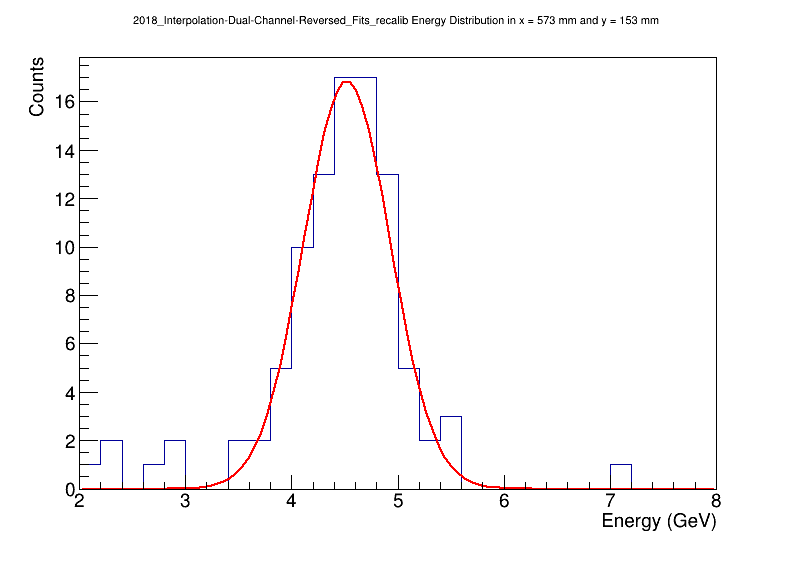 2018_Interpolation-Dual-Channel-Reversed_Fits_recalib Energy Distribution in x = 573 mm and y = 153 mm
Counts
16
14
12
10
8
6
4
2
0
2 3 4 5 6 7 8
Energy (GeV)